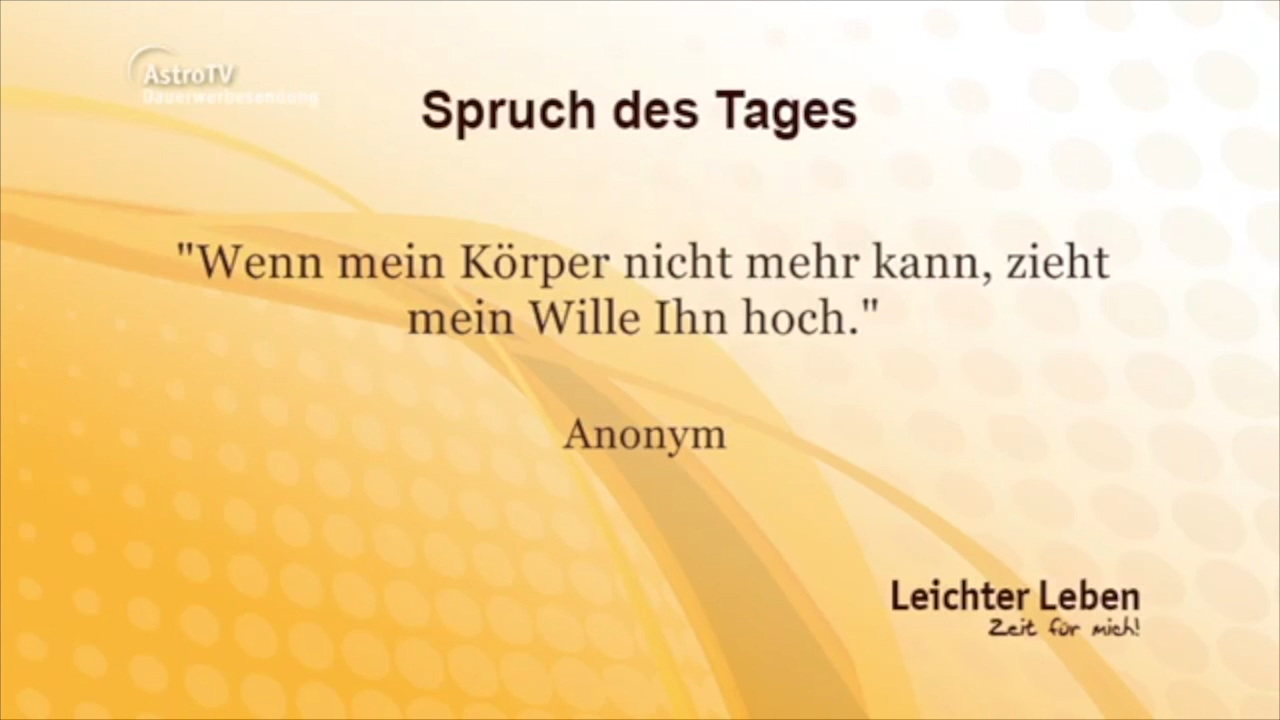 AstroTV
Dauerwerbesendung
Spruch des Tages
"Wenn mein Körper nicht mehr kann, zieht
mein Wille Ihn hoch."
Anonym
Leichter Leben
Zeit für mich!